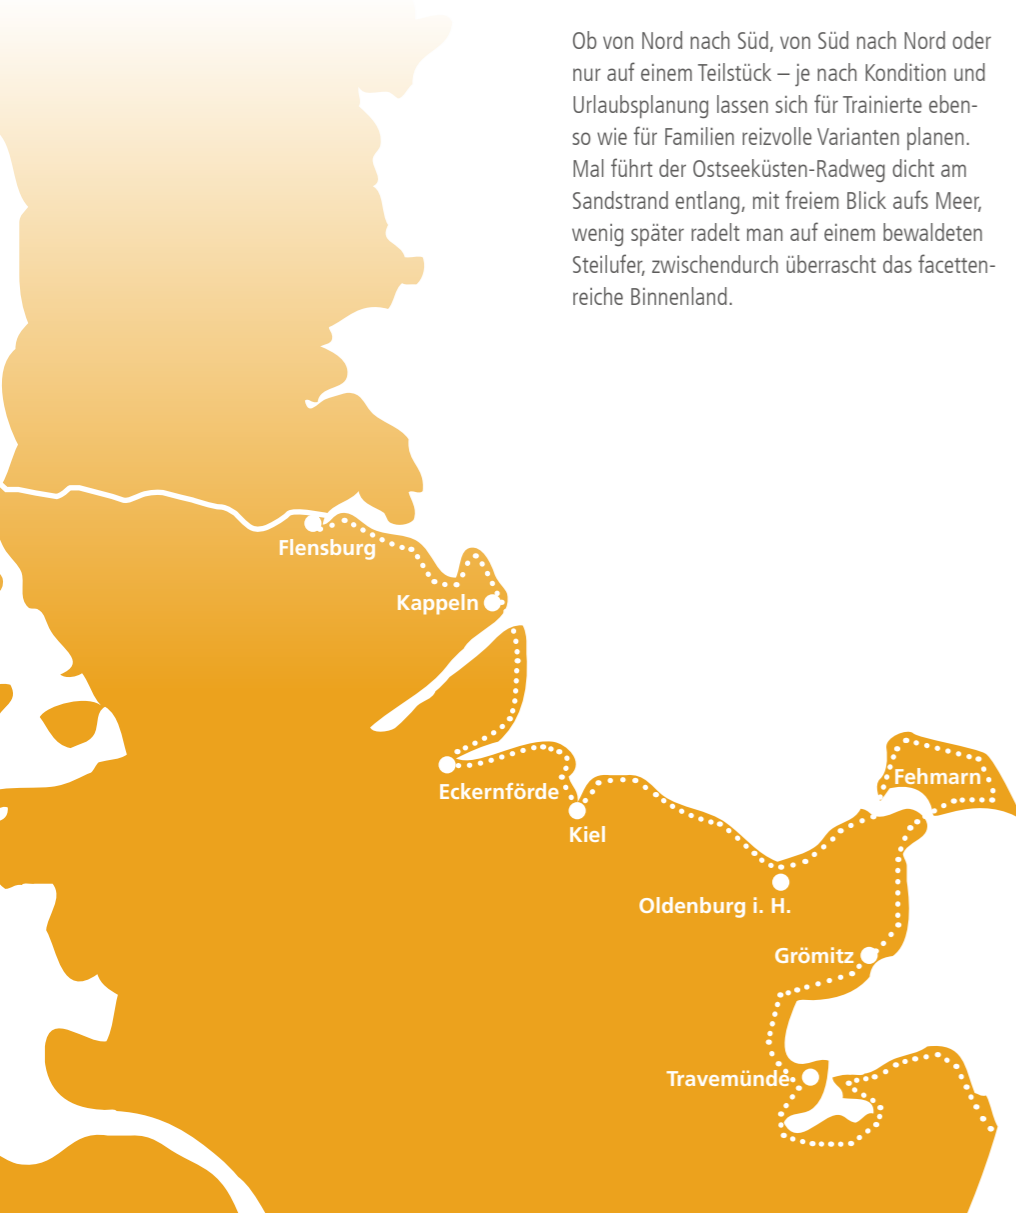 Ob von Nord nach Süd, von Süd nach Nord oder
nur auf einem Teilstück – je nach Kondition und
Urlaubsplanung lassen sich für Trainierte eben-
so wie für Familien reizvolle Varianten planen.
Mal führt der Ostseeküsten-Radweg dicht am
Sandstrand entlang, mit freiem Blick aufs Meer,
wenig später radelt man auf einem bewaldeten
Steilufer, zwischendurch überrascht das facetten-
reiche Binnenland.
Flensburg
Kappeln
Eckernförde
Fehmarn
Kiel
Oldenburg i. H.
Grömitz
Travemünde